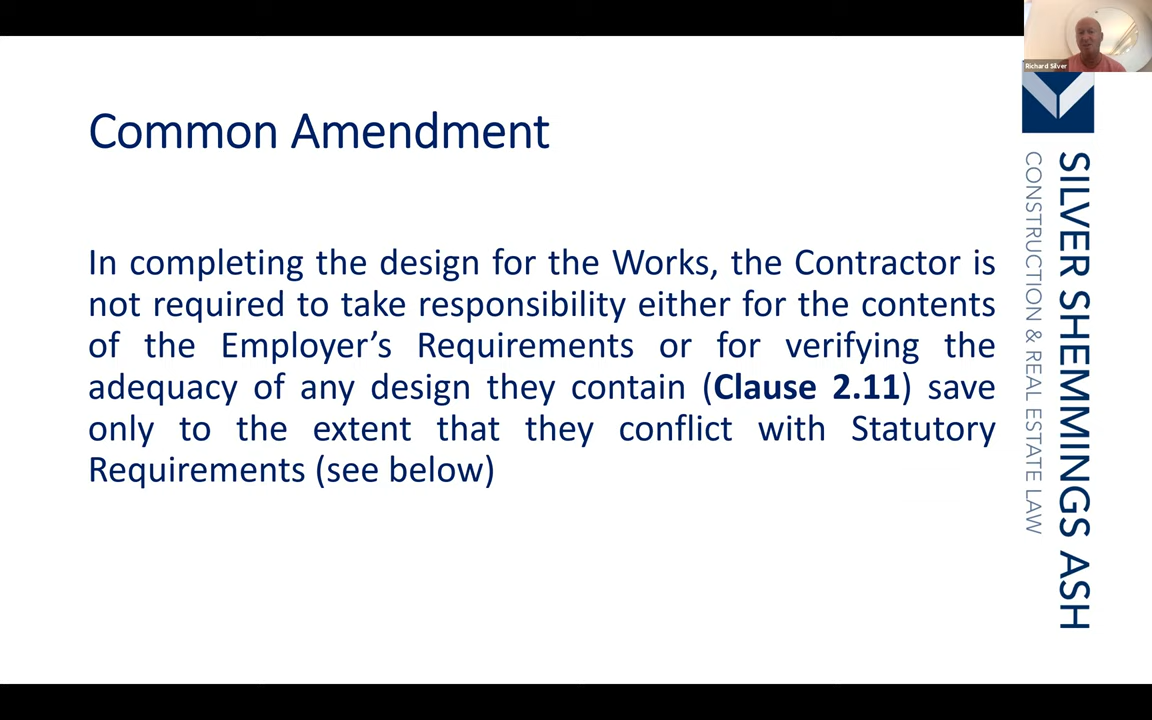 Richard Silver
Common Amendment
In completing the design for the Works, the Contractor is
not required to take responsibility either for the contents
of the Employer’s Requirements or for verifying the
adequacy of any design they contain (Clause 2.11) save
only to the extent that they conflict with Statutory
Requirements (see below)
SILVER SHEMMINGS ASH
CONSTRUCTION & REAL ESTATE LAW